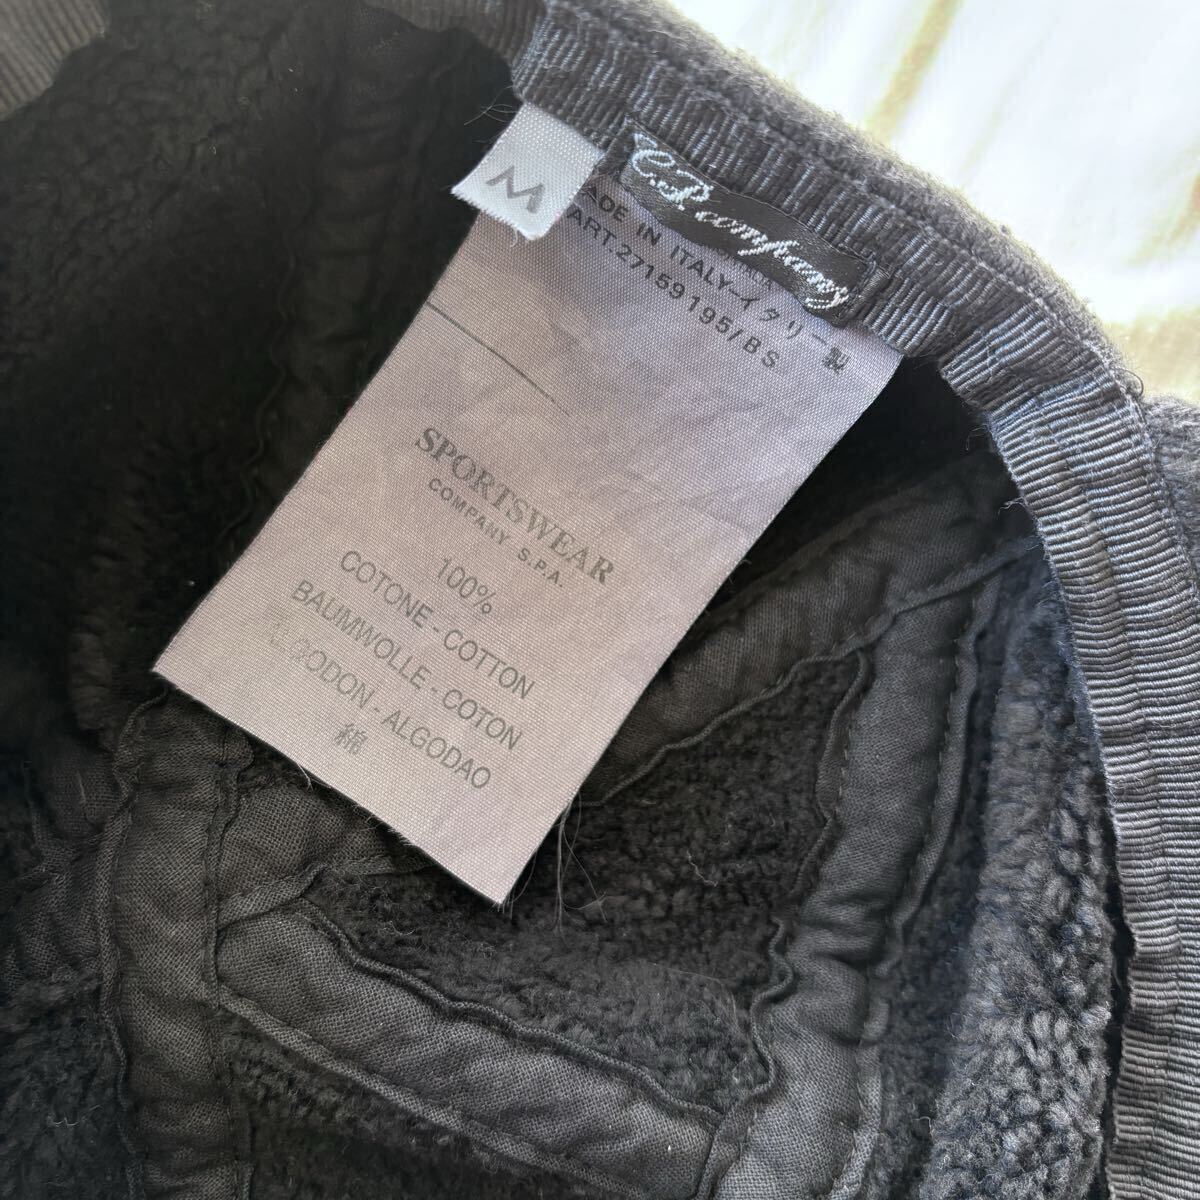 M
C.P. company
MADE IN ITALY-イタリー製
ART.27159195/BS
SPORTSWEAR
COMPANY S.P.A.
100%
COTONE - COTTON
BAUMWOLLE - COTON
ALGODON - ALGODAO
綿